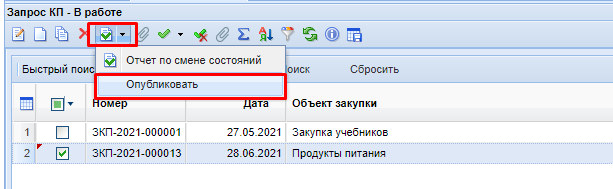 Запрос КП - В работе
Отчет по смене состояний
Быстрый поис оиск Сбросить
Опубликовать
Номер Дата Объект закупки
1 ЗКП-2021-000001 27.05.2021 Закупка учебников
2 ЗКП-2021-000013 28.06.2021 Продукты питания